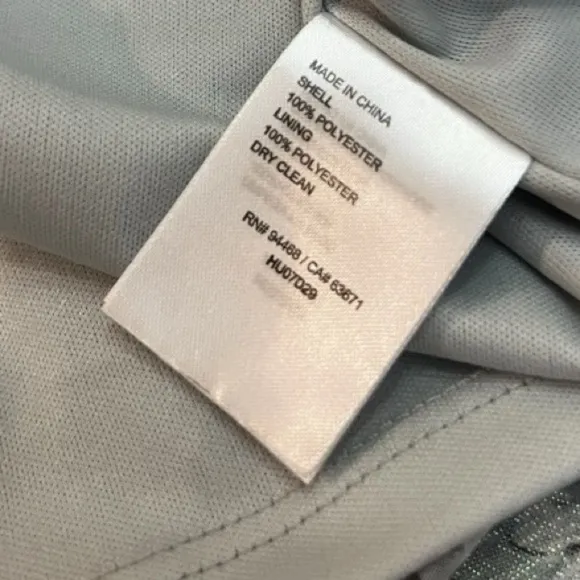 MADE IN CHINA
SHELL
100% POLYESTER
LINING
100% POLYESTER
DRY CLEAN
RN# 94468 / CA# 63671
HU07D29